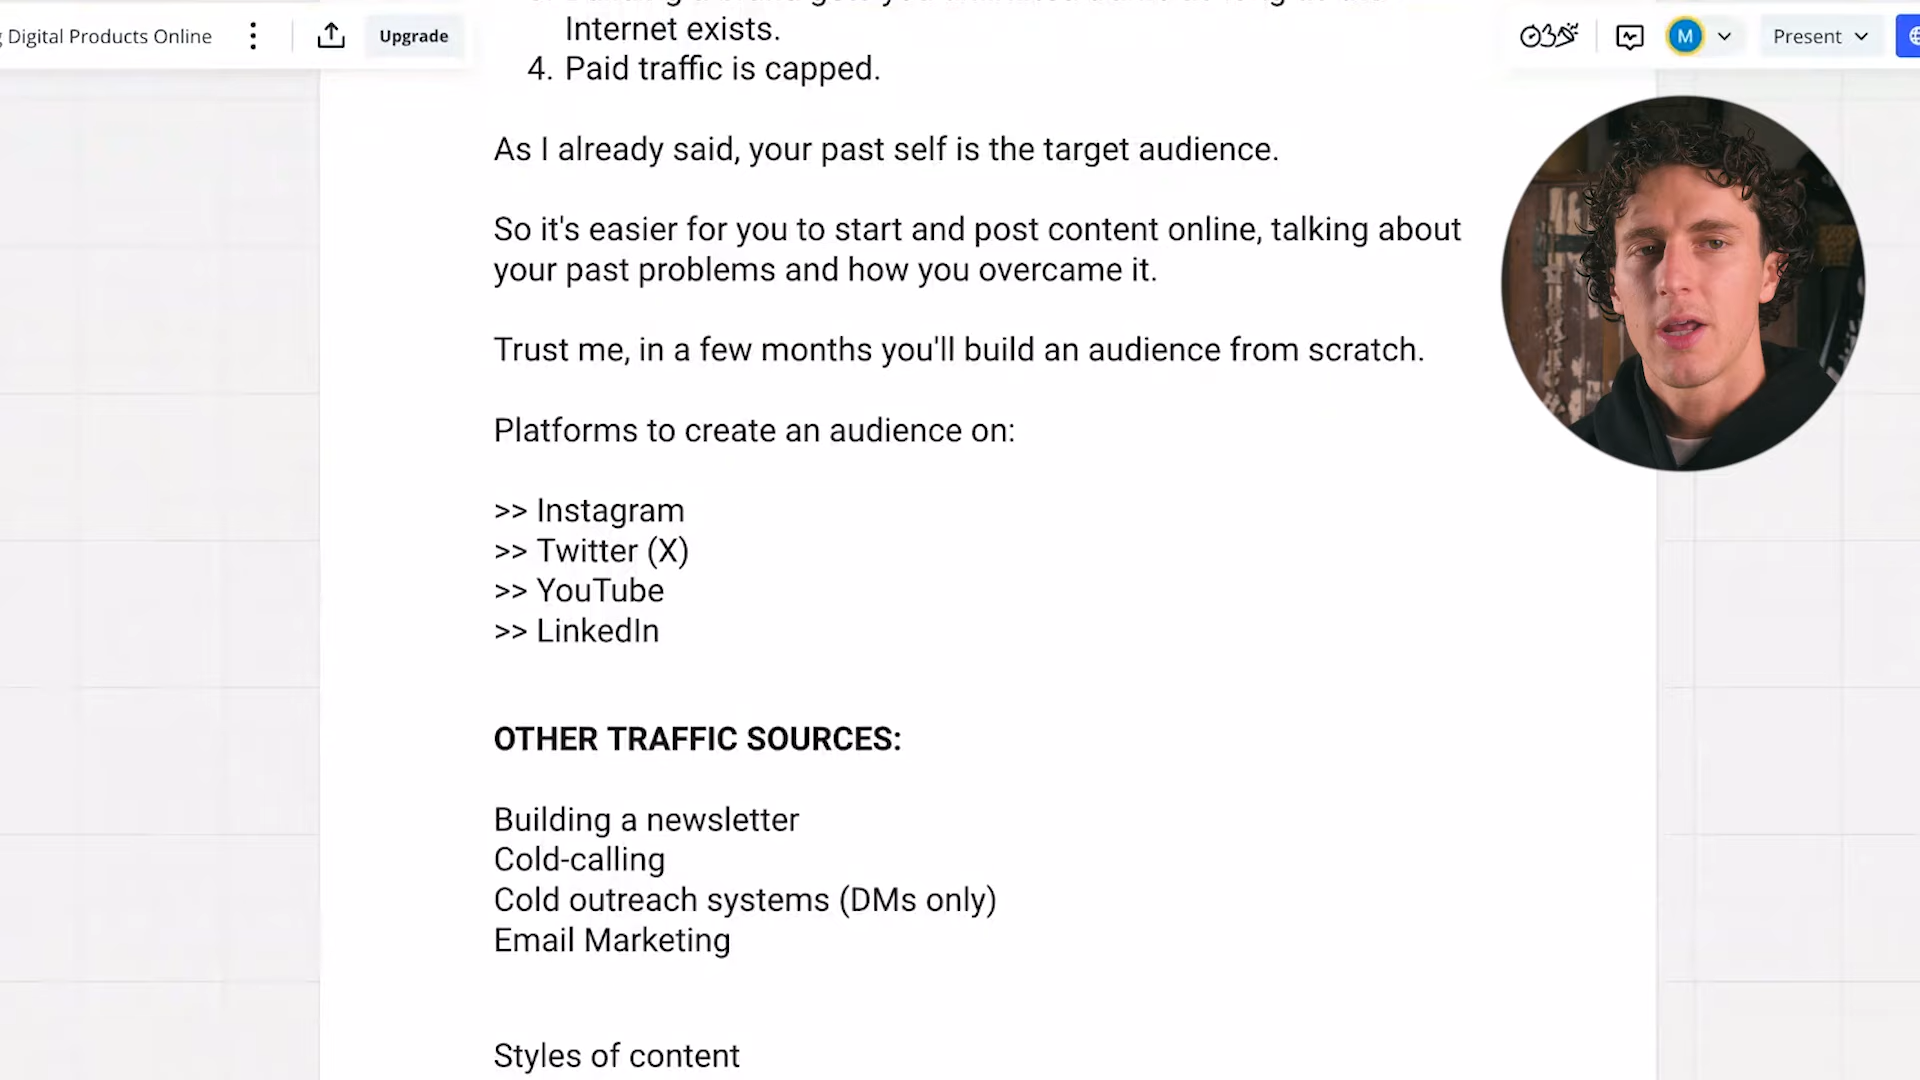 Digital Products Online
Upgrade
M
Present
Internet exists.
4. Paid traffic is capped.
As I already said, your past self is the target audience.
So it's easier for you to start and post content online, talking about
your past problems and how you overcame it.
Trust me, in a few months you'll build an audience from scratch.
Platforms to create an audience on:
>> Instagram
>> Twitter (X)
>> YouTube
>> LinkedIn
OTHER TRAFFIC SOURCES:
Building a newsletter
Cold-calling
Cold outreach systems (DMs only)
Email Marketing
Styles of content